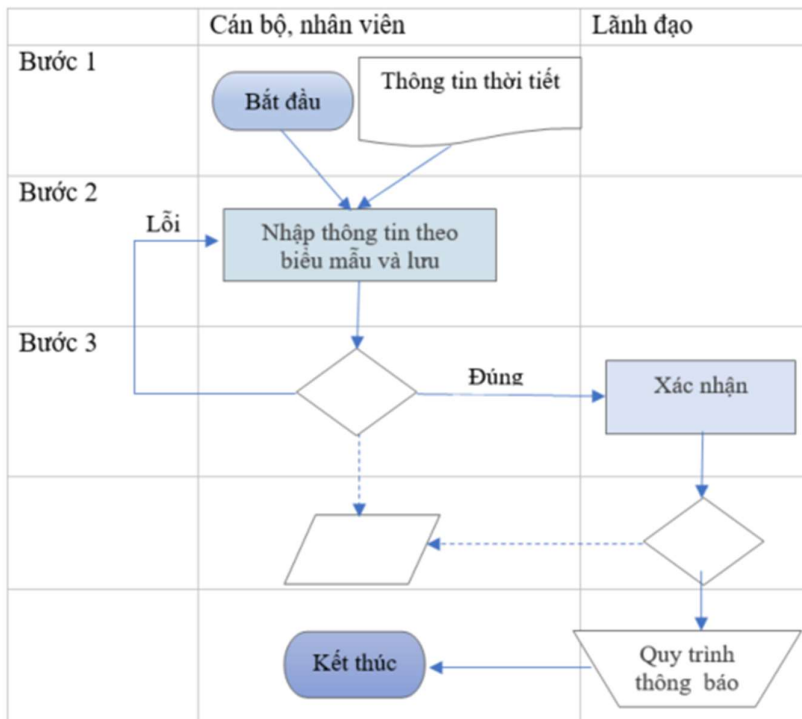 Cán bộ, nhân viên
Lãnh đạo
Bước 1
Bắt đầu
Thông tin thời tiết
Bước 2
Lỗi
Nhập thông tin theo
biểu mẫu và lưu
Bước 3
Đúng
Xác nhận
Kết thúc
Quy trình
thông báo